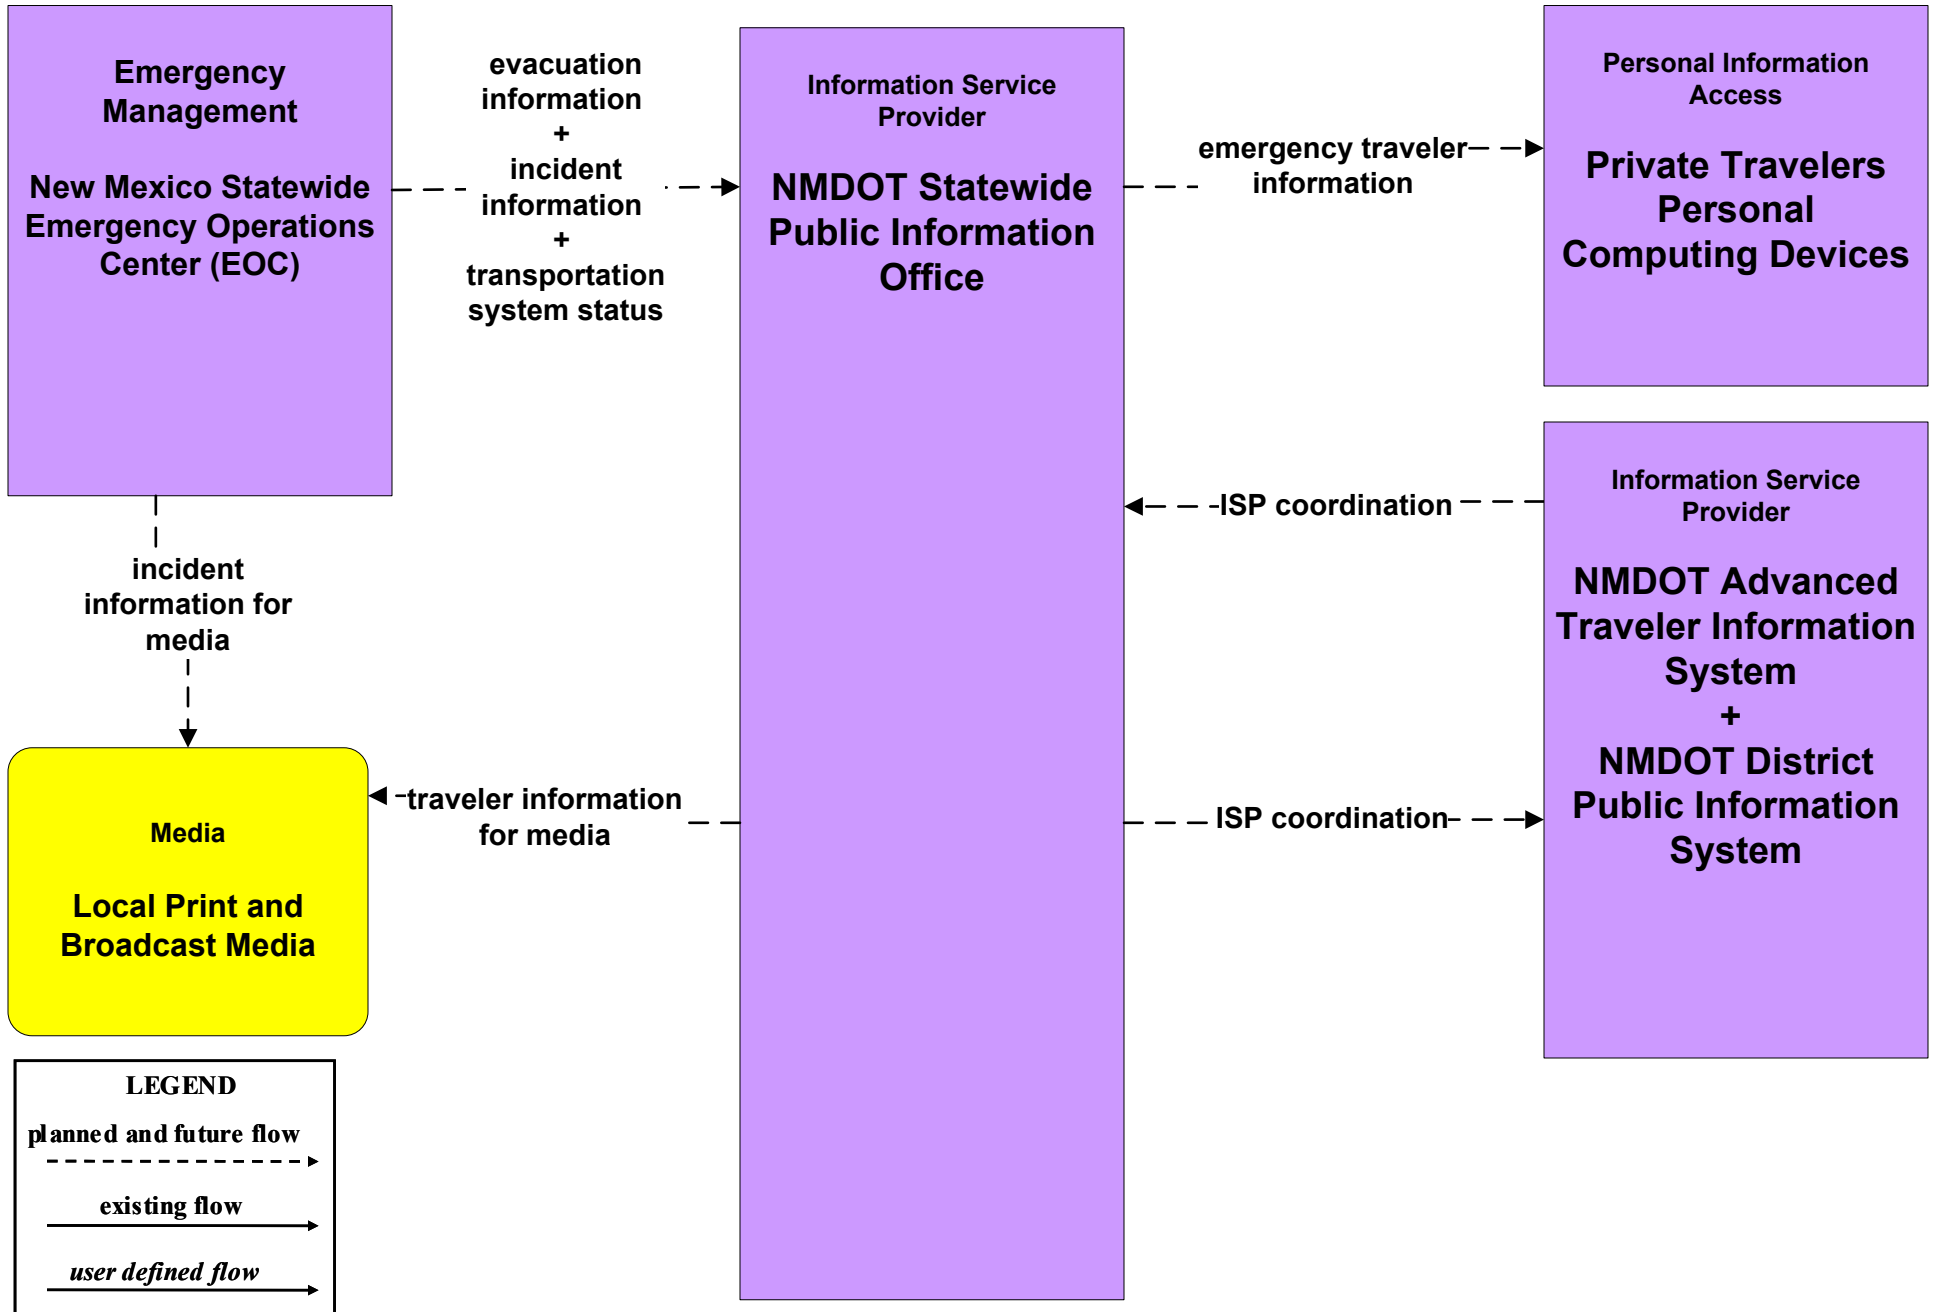 Emergency
Management
New Mexico Statewide
Emergency Operations
Center (EOC)
evacuation
information
+
incident
information
+
transportation
system status
Information Service
Provider
NMDOT Statewide
Public Information
Office
emergency traveler
information
Personal Information
Access
Private Travelers
Personal
Computing Devices
ISP coordination
Information Service
Provider
NMDOT Advanced
Traveler Information
System
+
NMDOT District
Public Information
System
ISP coordination
incident
information for
media
traveler information
for media
Media
Local Print and
Broadcast Media
LEGEND
planned and future flow
existing flow
user defined flow